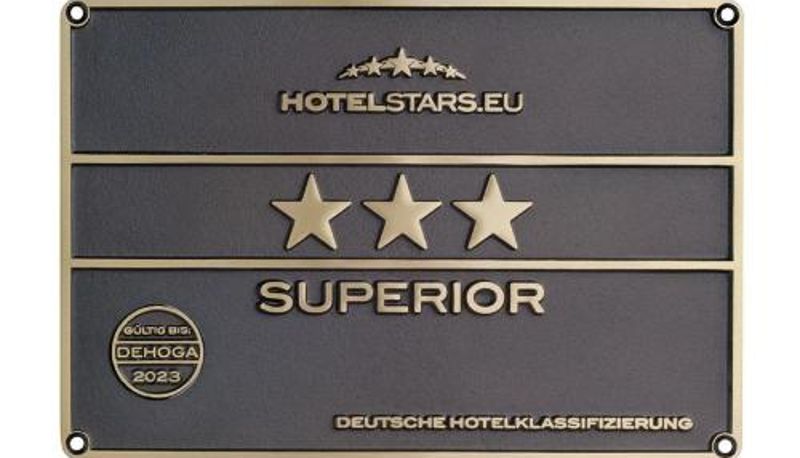 HOTELSTARS.EU
SUPERIOR
GÜLTIG BIS:
DEHOGA
2023
DEUTSCHE HOTELKLASSIFIZIERUNG